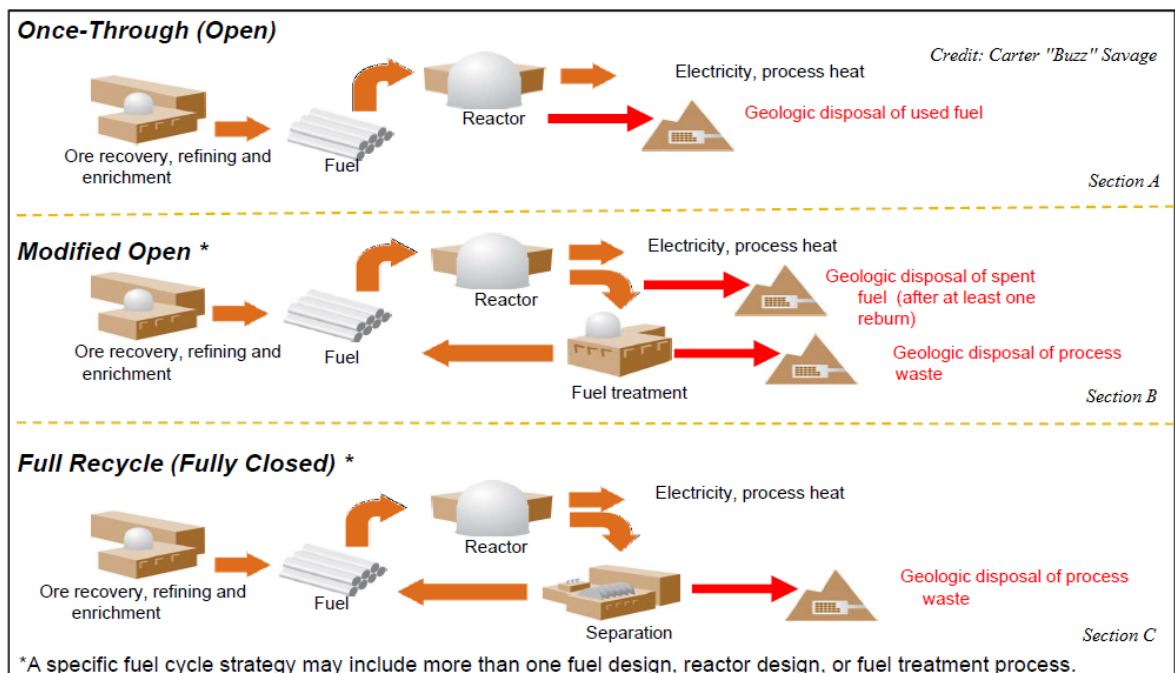 Once-Through (Open)
Credit: Carter "Buzz" Savage
Electricity, process heat
Geologic disposal of used fuel
Reactor
Ore recovery, refining and
enrichment
Fuel
Section A
Modified Open *
Electricity, process heat
Geologic disposal of spent
fuel (after at least one
reburn)
Reactor
Ore recovery, refining and
enrichment
Fuel
Geologic disposal of process
waste
Fuel treatment
Section B
Full Recycle (Fully Closed) *
Electricity, process heat
Reactor
Geologic disposal of process
waste
Ore recovery, refining and
enrichment
Fuel
Separation
Section C
*A specific fuel cycle strategy may include more than one fuel design, reactor design, or fuel treatment process.